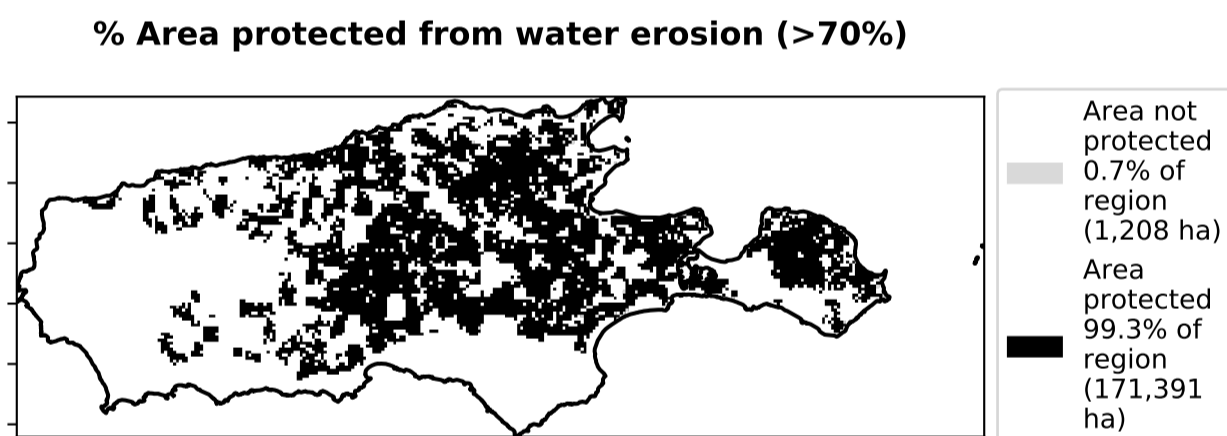 % Area protected from water erosion (>70%)
Area not
protected
0.7% of
region
(1,208 ha)
Area
protected
99.3% of
region
(171,391
ha)